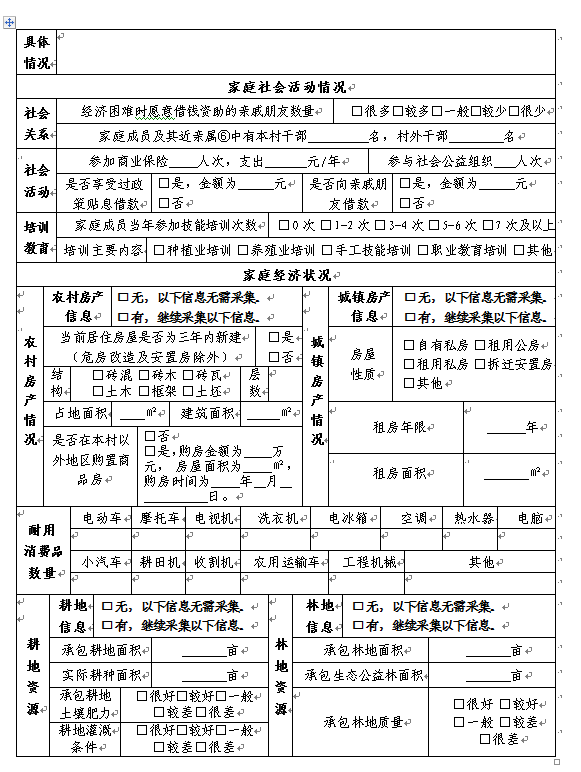 具体
情况
家庭社会活动情况
社会
关系
经济困难时愿意借钱资助的亲戚朋友数量
□很多□较多□一般□较少□很少
家庭成员及其近亲属⑥中有本村干部________名，村外干部_______名
社会
活动
参加商业保险____人次，支出_____元/年
参与社会公益组织___人次
是否享受过政
策贴息借款
□是，金额为____元
□否
是否向亲戚朋
友借款
□是，金额为____元
□否
培训
教育
家庭成员当年参加技能培训次数
□0 次 □1-2 次 □3-4 次 □5-6 次 □7 次及以上
培训主要内容
□种植业培训 □养殖业培训 □手工技能培训 □职业教育培训 □其他
家庭经济状况
农村房产情况
农村房产
信息
□无，以下信息无需采集。
□有，继续采集以下信息。
当前居住房屋是否为三年内新建
（危房改造及安置房除外）
□是
□否
结
构
□砖混 □砖木 □砖瓦
□土木 □框架 □土坯
层
数
占地面积
____㎡
建筑面积
____㎡
是否在本村以
外地区购置商
品房
□否
□是,购房金额为____万
元， 房屋面积为____㎡，
购房时间为____年__月__
________日。
城镇房产情况
城镇房产
信息
□无，以下信息无需采集。
□有，继续采集以下信息。
房屋
性质
□自有私房 □租用公房
□租用私房 □拆迁安置房
□其他
租房年限
_____年
租房面积
______㎡
耐用
消费品
数量
电动车
摩托车
电视机
洗衣机
电冰箱
空调
热水器
电脑
小汽车
耕田机
收割机
农用运输车
工程机械
其他
耕地资源
耕地
信息
□无，以下信息无需采集。
□有，继续采集以下信息。
承包耕地面积
______亩
实际耕种面积
______亩
承包耕地
土壤肥力
□很好□较好□一般
□较差□很差
耕地灌溉
条件
□很好□较好□一般
□较差□很差
林地资源
林地
信息
□无，以下信息无需采集。
□有，继续采集以下信息。
承包林地面积
______亩
承包生态公益林面积
______亩
承包林地质量
□很好 □较好
□一般 □较差
□很差